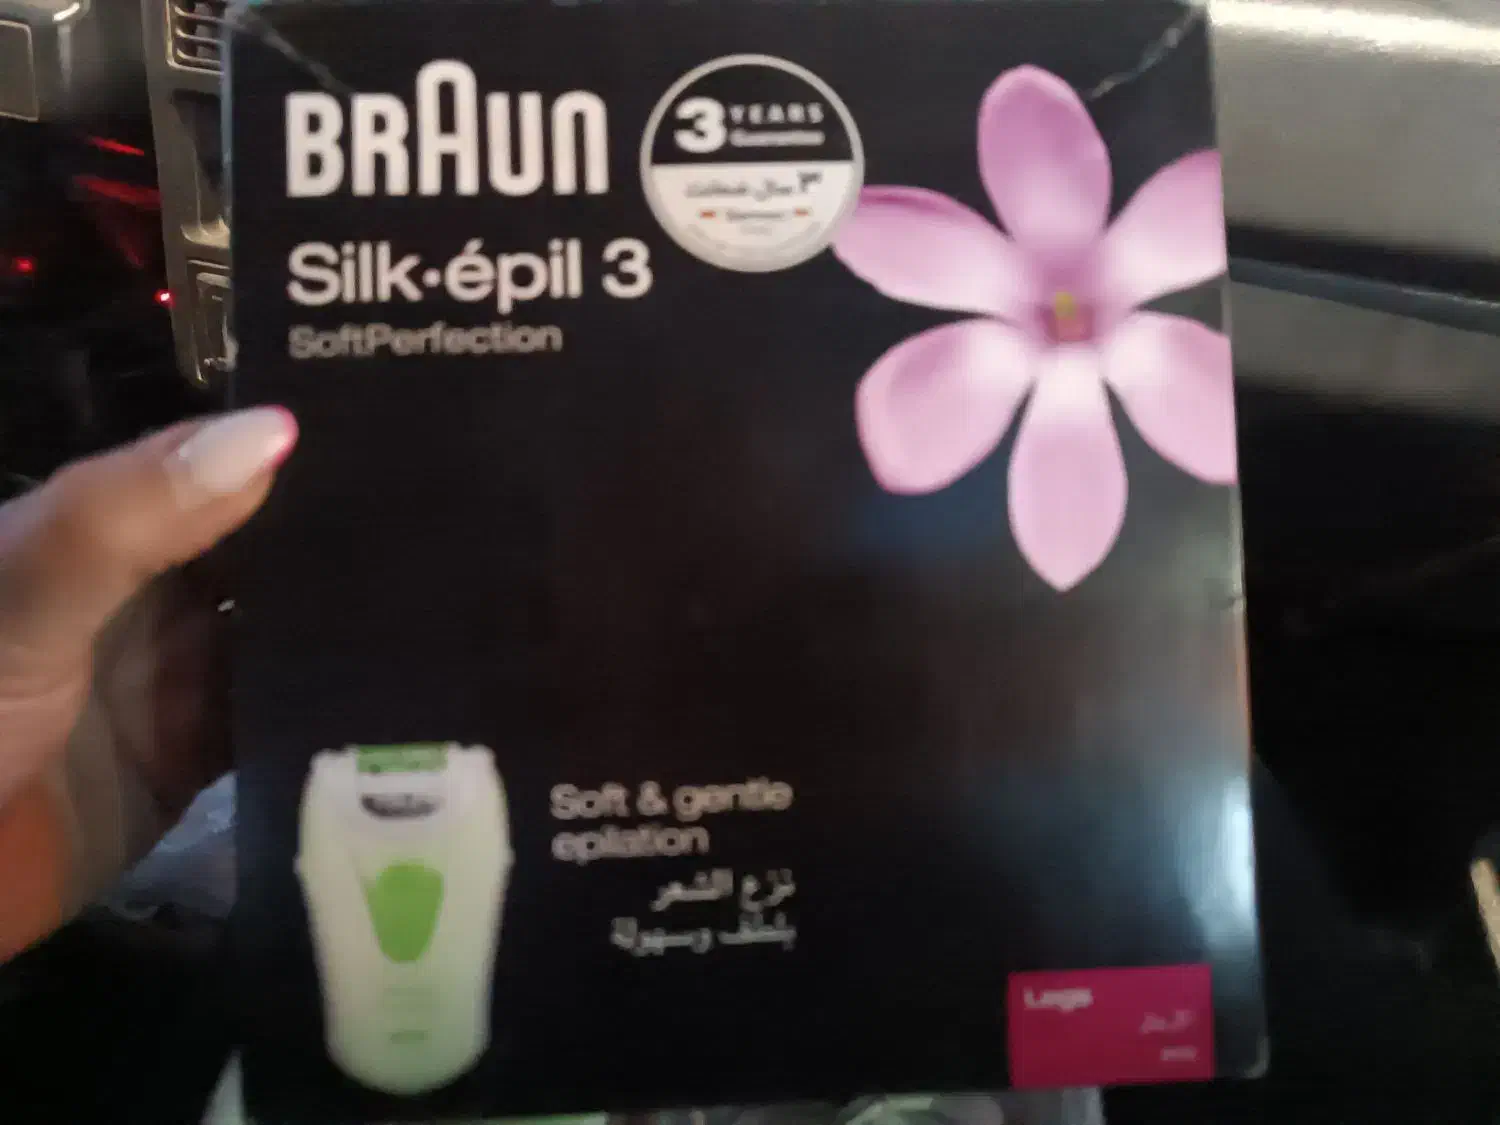 BRAUN
3 YEARS
Guarantee
Silk·épil 3
SoftPerfection
Soft & gentle
epilation
نزع الشعر
بلطف وسهولة
Legs